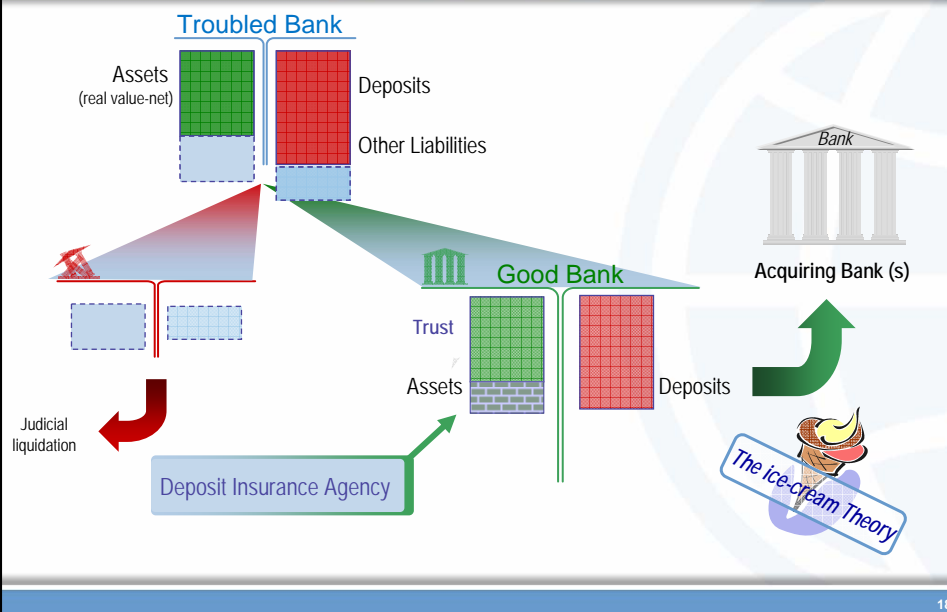 Troubled Bank
Assets
(real value-net)
Deposits
Other Liabilities
Bank
Acquiring Bank (s)
Good Bank
Trust
Assets
Deposits
Judicial
liquidation
Deposit Insurance Agency
The ice-cream Theory